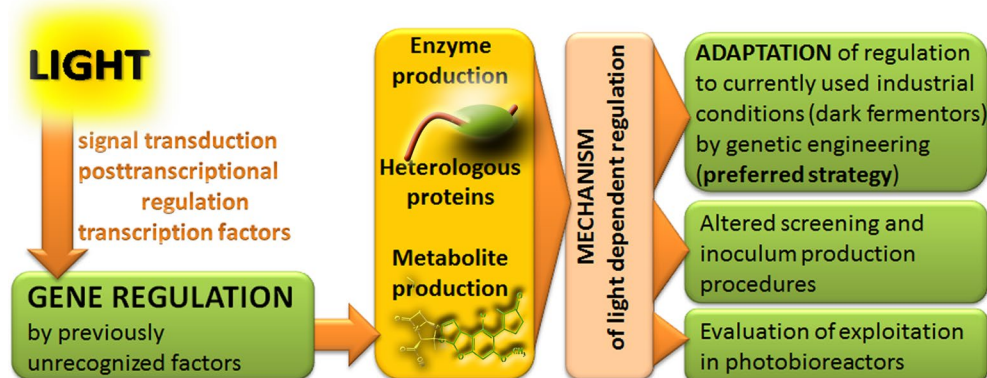 LIGHT
signal transduction
posttranscriptional
regulation
transcription factors
GENE REGULATION
by previously
unrecognized factors
Enzyme
production
Heterologous
proteins
Metabolite
production
MECHANISM
of light dependent regulation
ADAPTATION of regulation
to currently used industrial
conditions (dark fermentors)
by genetic engineering
(preferred strategy)
Altered screening and
inoculum production
procedures
Evaluation of exploitation
in photobioreactors